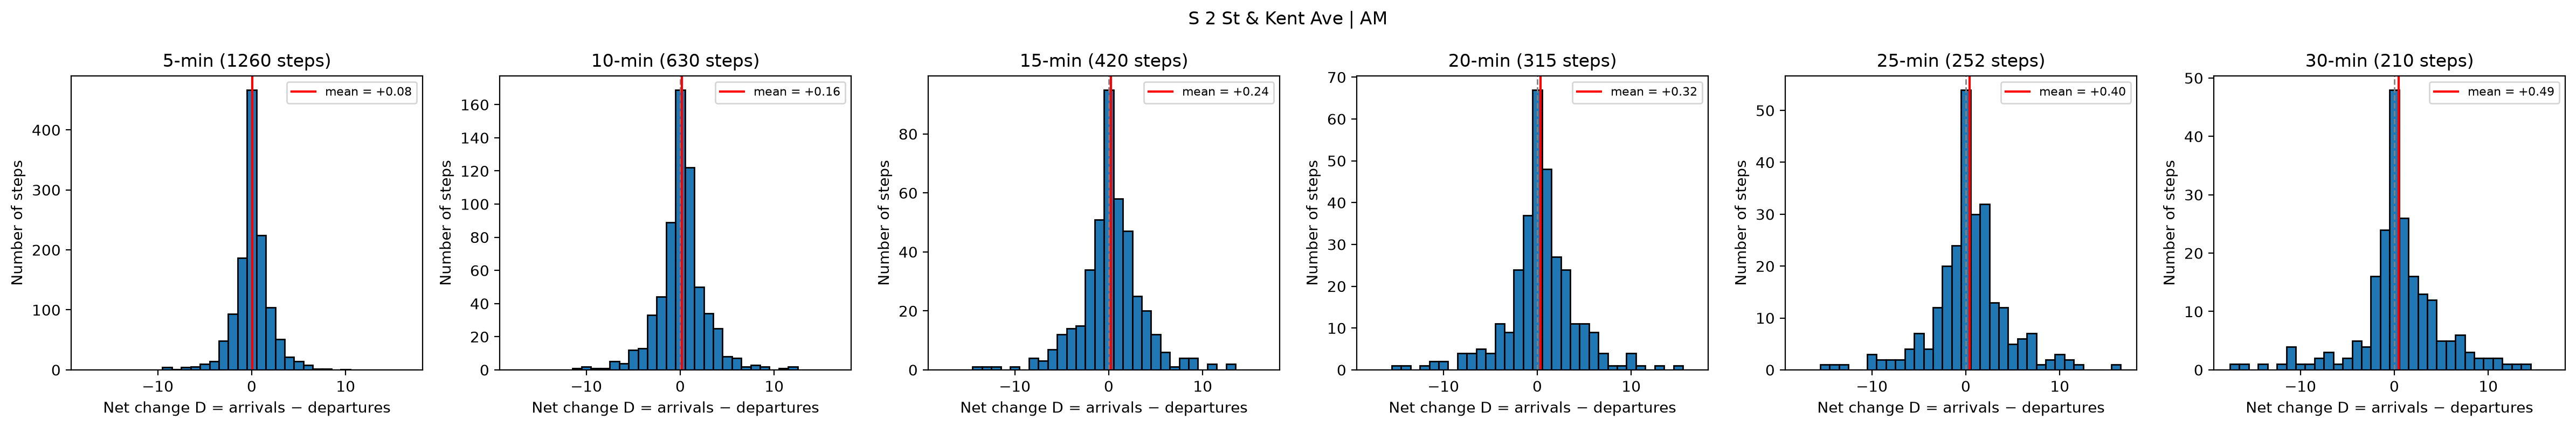 S 2 St & Kent Ave | AM
5-min (1260 steps)
mean = +0.08
Number of steps
400
300
200
100
0
−10
0
10
Net change D = arrivals − departures
10-min (630 steps)
mean = +0.16
Number of steps
160
140
120
100
80
60
40
20
0
−10
0
10
Net change D = arrivals − departures
15-min (420 steps)
mean = +0.24
Number of steps
80
60
40
20
0
−10
0
10
Net change D = arrivals − departures
20-min (315 steps)
mean = +0.32
Number of steps
70
60
50
40
30
20
10
0
−10
0
10
Net change D = arrivals − departures
25-min (252 steps)
mean = +0.40
Number of steps
50
40
30
20
10
0
−10
0
10
Net change D = arrivals − departures
30-min (210 steps)
mean = +0.49
Number of steps
50
40
30
20
10
0
−10
0
10
Net change D = arrivals − departures